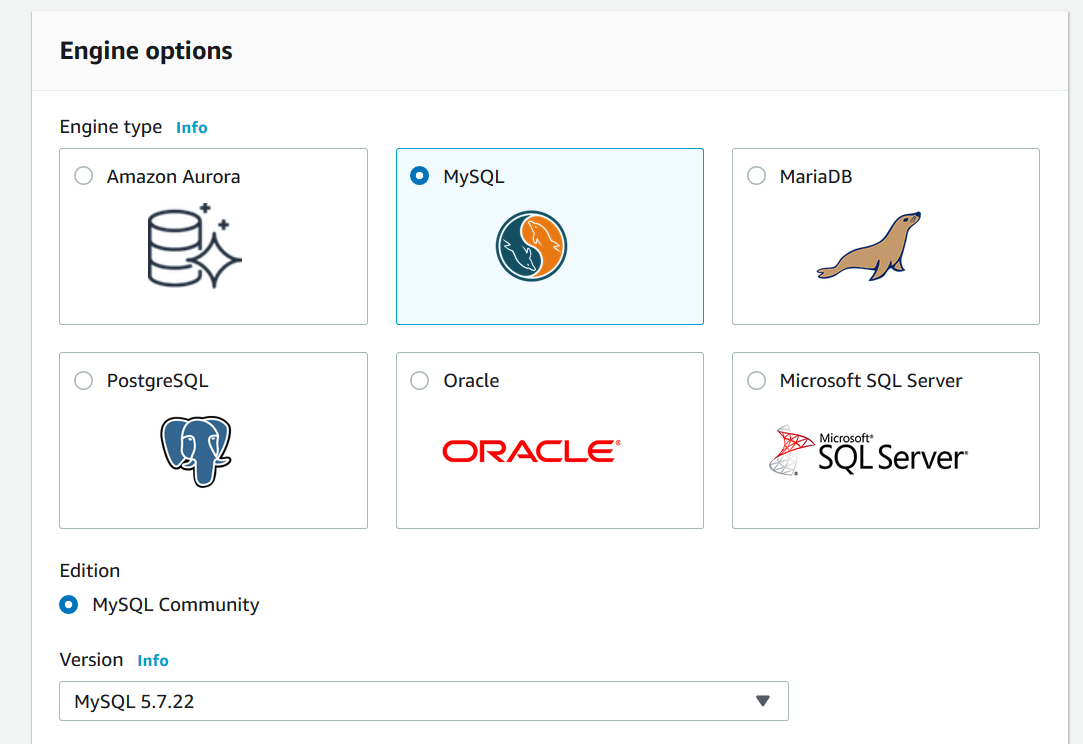 Engine options
Engine type Info
Amazon Aurora
MySQL
MariaDB
PostgreSQL
Oracle
Microsoft SQL Server
ORACLE®
Microsoft®
SQL Server®
Edition
MySQL Community
Version Info
MySQL 5.7.22